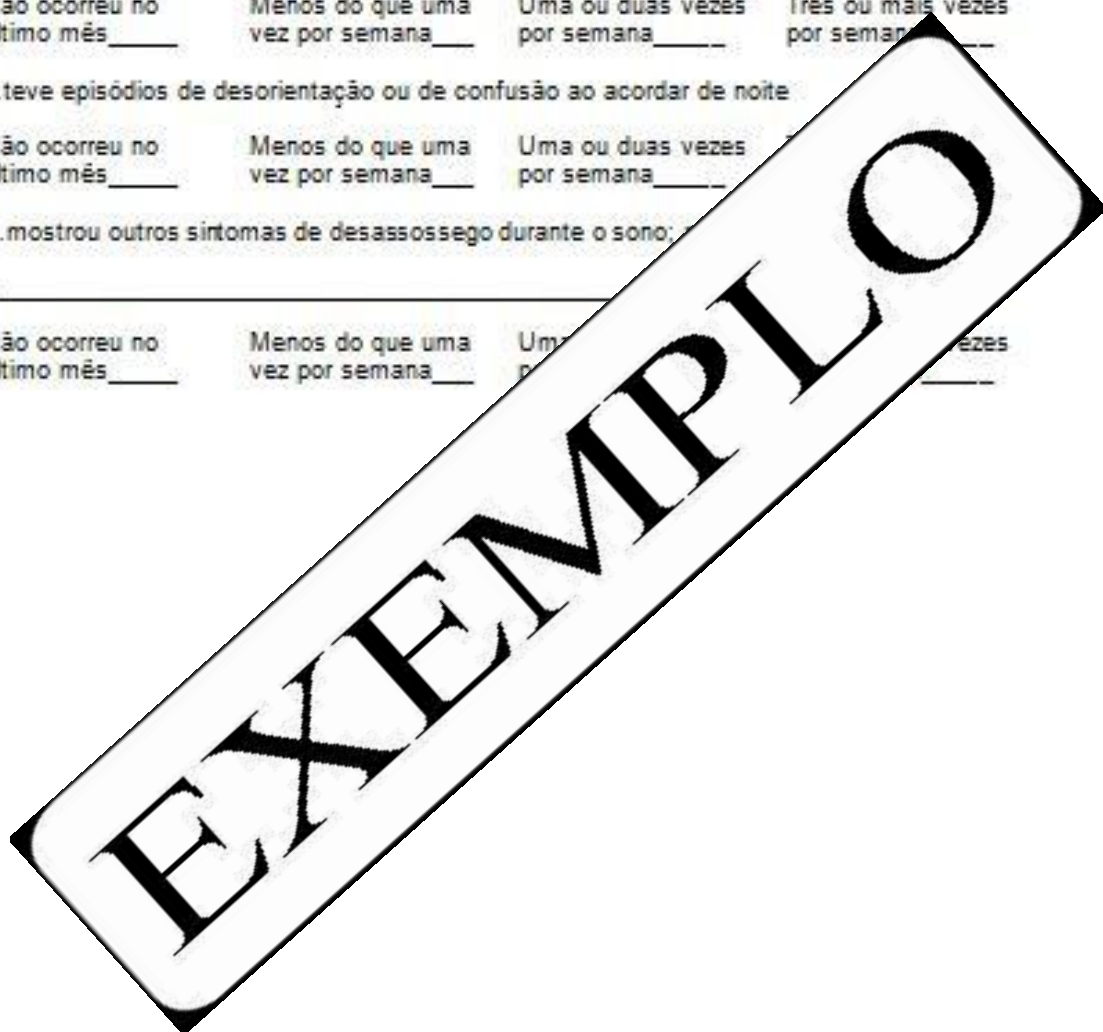 ão ocorreu no Menos do que uma Uma ou duas vezes Três ou mais vezes
timo mês_____ vez por semana___ por semana_____ por seman
.teve episódios de desorientação ou de confusão ao acordar de noite
ão ocorreu no Menos do que uma Uma ou duas vezes
timo mês_____ vez por semana___ por semana_____
.mostrou outros sintomas de desassossego durante o sono;
ão ocorreu no Menos do que uma Uma ezes
timo mês_____ vez por semana___
EXEMPLO